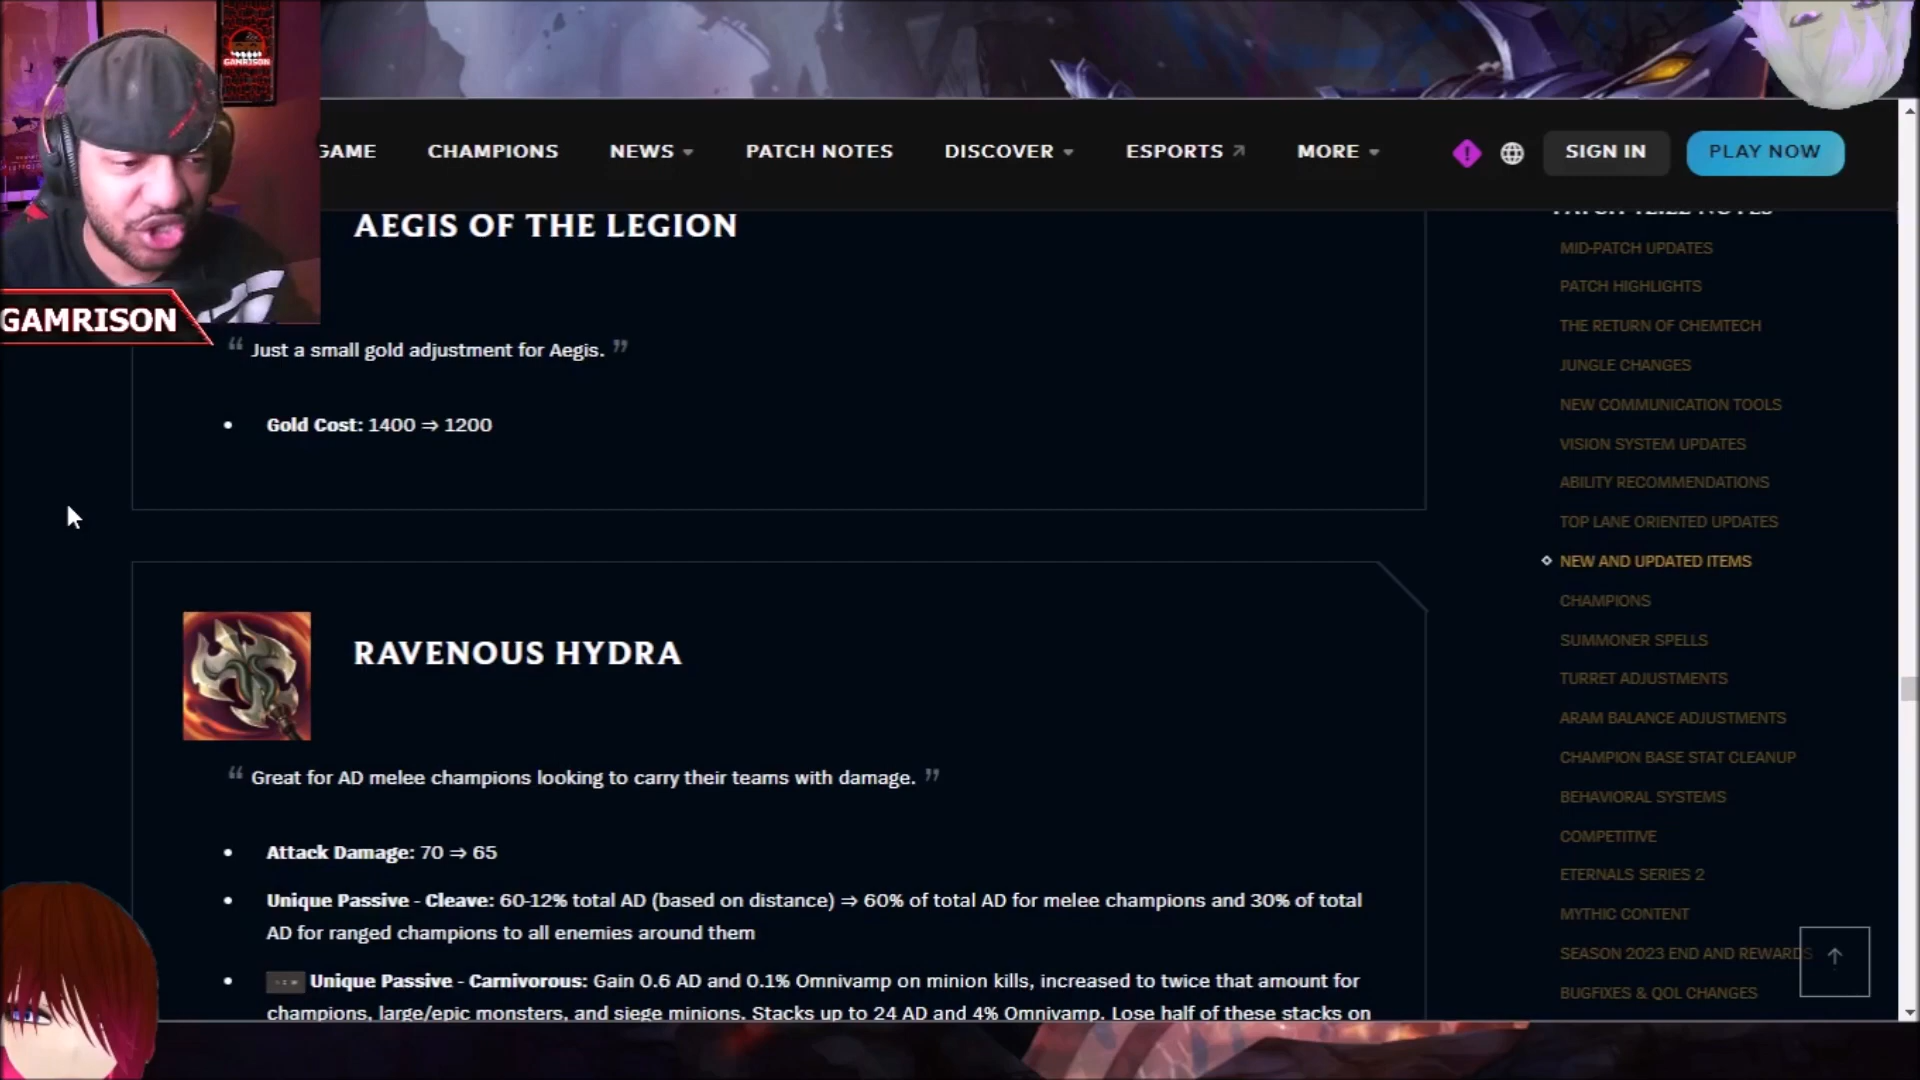 GAMRISON
GAME
CHAMPIONS
NEWS
PATCH NOTES
DISCOVER
ESPORTS
MORE
SIGN IN
PLAY NOW
AEGIS OF THE LEGION
GAMRISON
“ Just a small gold adjustment for Aegis. ”
• Gold Cost: 1400 ⇒ 1200
RAVENOUS HYDRA
“ Great for AD melee champions looking to carry their teams with damage. ”
• Attack Damage: 70 ⇒ 65
• Unique Passive - Cleave: 60-12% total AD (based on distance) ⇒ 60% of total AD for melee champions and 30% of total
AD for ranged champions to all enemies around them
• Unique Passive - Carnivorous: Gain 0.6 AD and 0.1% Omnivamp on minion kills, increased to twice that amount for
champions, large/epic monsters, and siege minions. Stacks up to 24 AD and 4% Omnivamp. Lose half of these stacks on
NOTES
MID-PATCH UPDATES
PATCH HIGHLIGHTS
THE RETURN OF CHEMTECH
JUNGLE CHANGES
NEW COMMUNICATION TOOLS
VISION SYSTEM UPDATES
ABILITY RECOMMENDATIONS
TOP LANE ORIENTED UPDATES
NEW AND UPDATED ITEMS
CHAMPIONS
SUMMONER SPELLS
TURRET ADJUSTMENTS
ARAM BALANCE ADJUSTMENTS
CHAMPION BASE STAT CLEANUP
BEHAVIORAL SYSTEMS
COMPETITIVE
ETERNALS SERIES 2
MYTHIC CONTENT
SEASON 2023 END AND REWARDS
BUGFIXES & QOL CHANGES